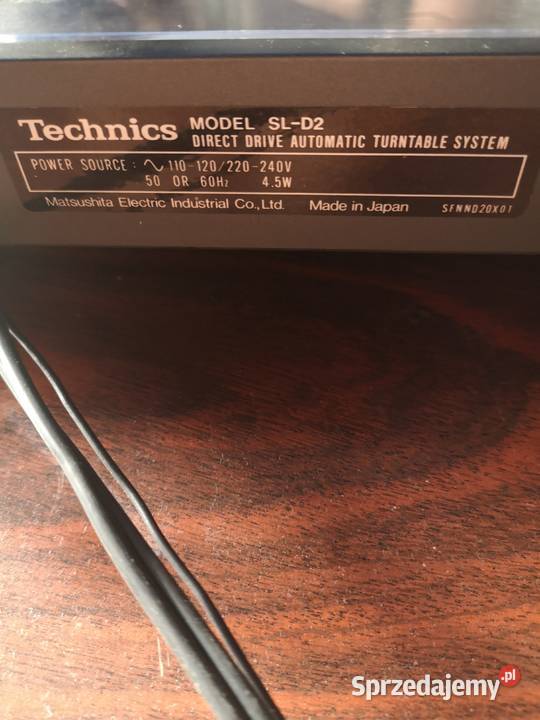 Technics MODEL SL-D2
DIRECT DRIVE AUTOMATIC TURNTABLE SYSTEM
POWER SOURCE : ∿ 110-120/220-240V
50 OR 60Hz 4.5W
Matsushita Electric Industrial Co.,Ltd. Made in Japan SFNND20X01
Sprzedajemy.pl